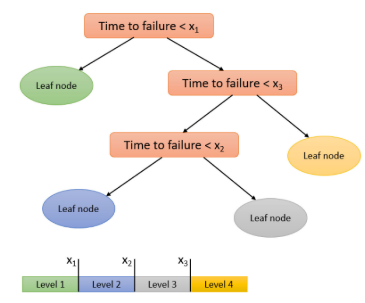 Time to failure < x1
Leaf node
Time to failure < x3
Time to failure < x2
Leaf node
Leaf node
Leaf node
x1 x2 x3
Level 1 Level 2 Level 3 Level 4